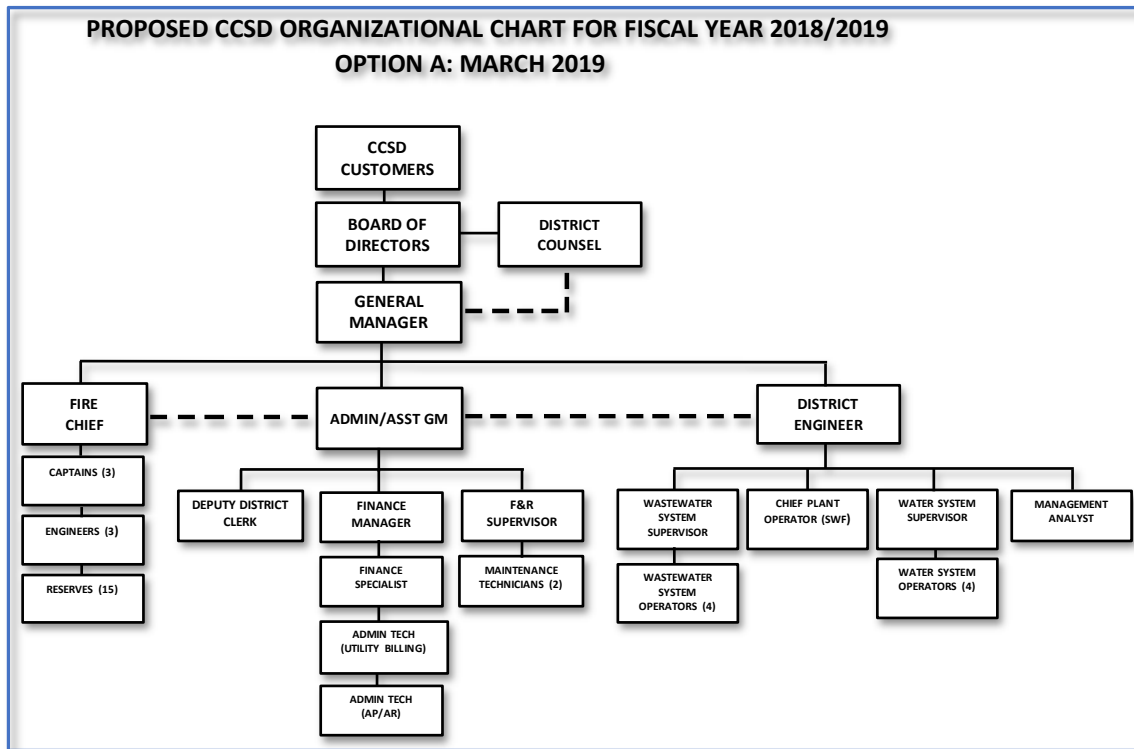 PROPOSED CCSD ORGANIZATIONAL CHART FOR FISCAL YEAR 2018/2019
OPTION A: MARCH 2019
CCSD
CUSTOMERS
BOARD OF
DIRECTORS
DISTRICT
COUNSEL
GENERAL
MANAGER
FIRE
CHIEF
ADMIN/ASST GM
DISTRICT
ENGINEER
CAPTAINS (3)
ENGINEERS (3)
RESERVES (15)
DEPUTY DISTRICT
CLERK
FINANCE
MANAGER
F&R
SUPERVISOR
FINANCE
SPECIALIST
MAINTENANCE
TECHNICIANS (2)
ADMIN TECH
(UTILITY BILLING)
ADMIN TECH
(AP/AR)
WASTEWATER
SYSTEM
SUPERVISOR
CHIEF PLANT
OPERATOR (SWF)
WATER SYSTEM
SUPERVISOR
MANAGEMENT
ANALYST
WASTEWATER
SYSTEM
OPERATORS (4)
WATER SYSTEM
OPERATORS (4)